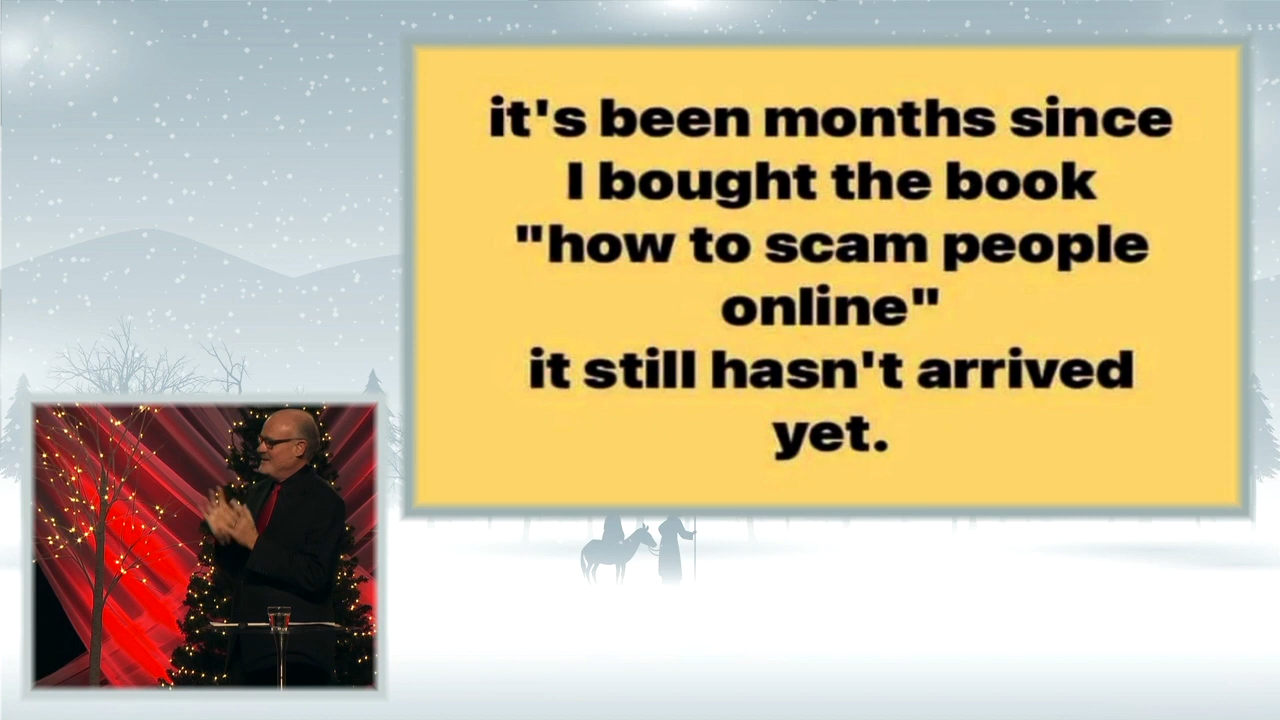 it's been months since
I bought the book
"how to scam people
online"
it still hasn't arrived
yet.